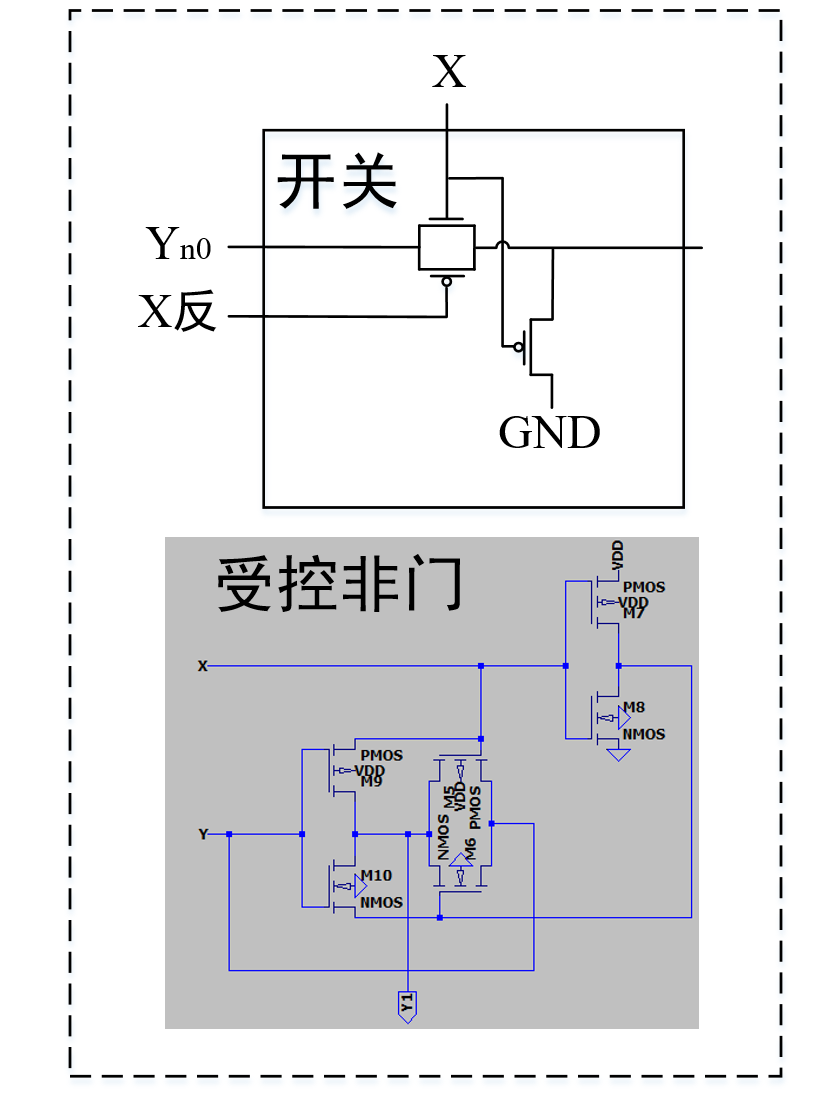 X
开关
Yn0
X反
GND
受控非门
VDD
PMOS
VDD
M7
X
M8
NMOS
PMOS
VDD
M9
M5
VDD
PMOS
NMOS
M6
Y
M10
NMOS
Y1